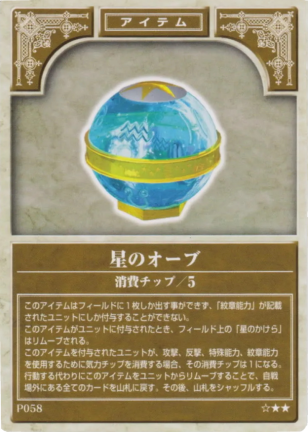 アイテム
星のオーブ
消費チップ/5
このアイテムはフィールドに1枚しか出す事ができず、「紋章能力」が記載
されたユニットにしか付与することができない。
このアイテムがユニットに付与されたとき、フィールド上の「星のかけら」
はリムーブされる。
このアイテムを付与されたユニットが、攻撃、反撃、特殊能力、紋章能力
を使用するために気力チップを消費する場合、その消費チップは1になる。
行動する代わりにこのアイテムをユニットからリムーブすることで、自戦
場外にある全てのカードを山札に戻す。その後、山札をシャッフルする。
P058
☆★★